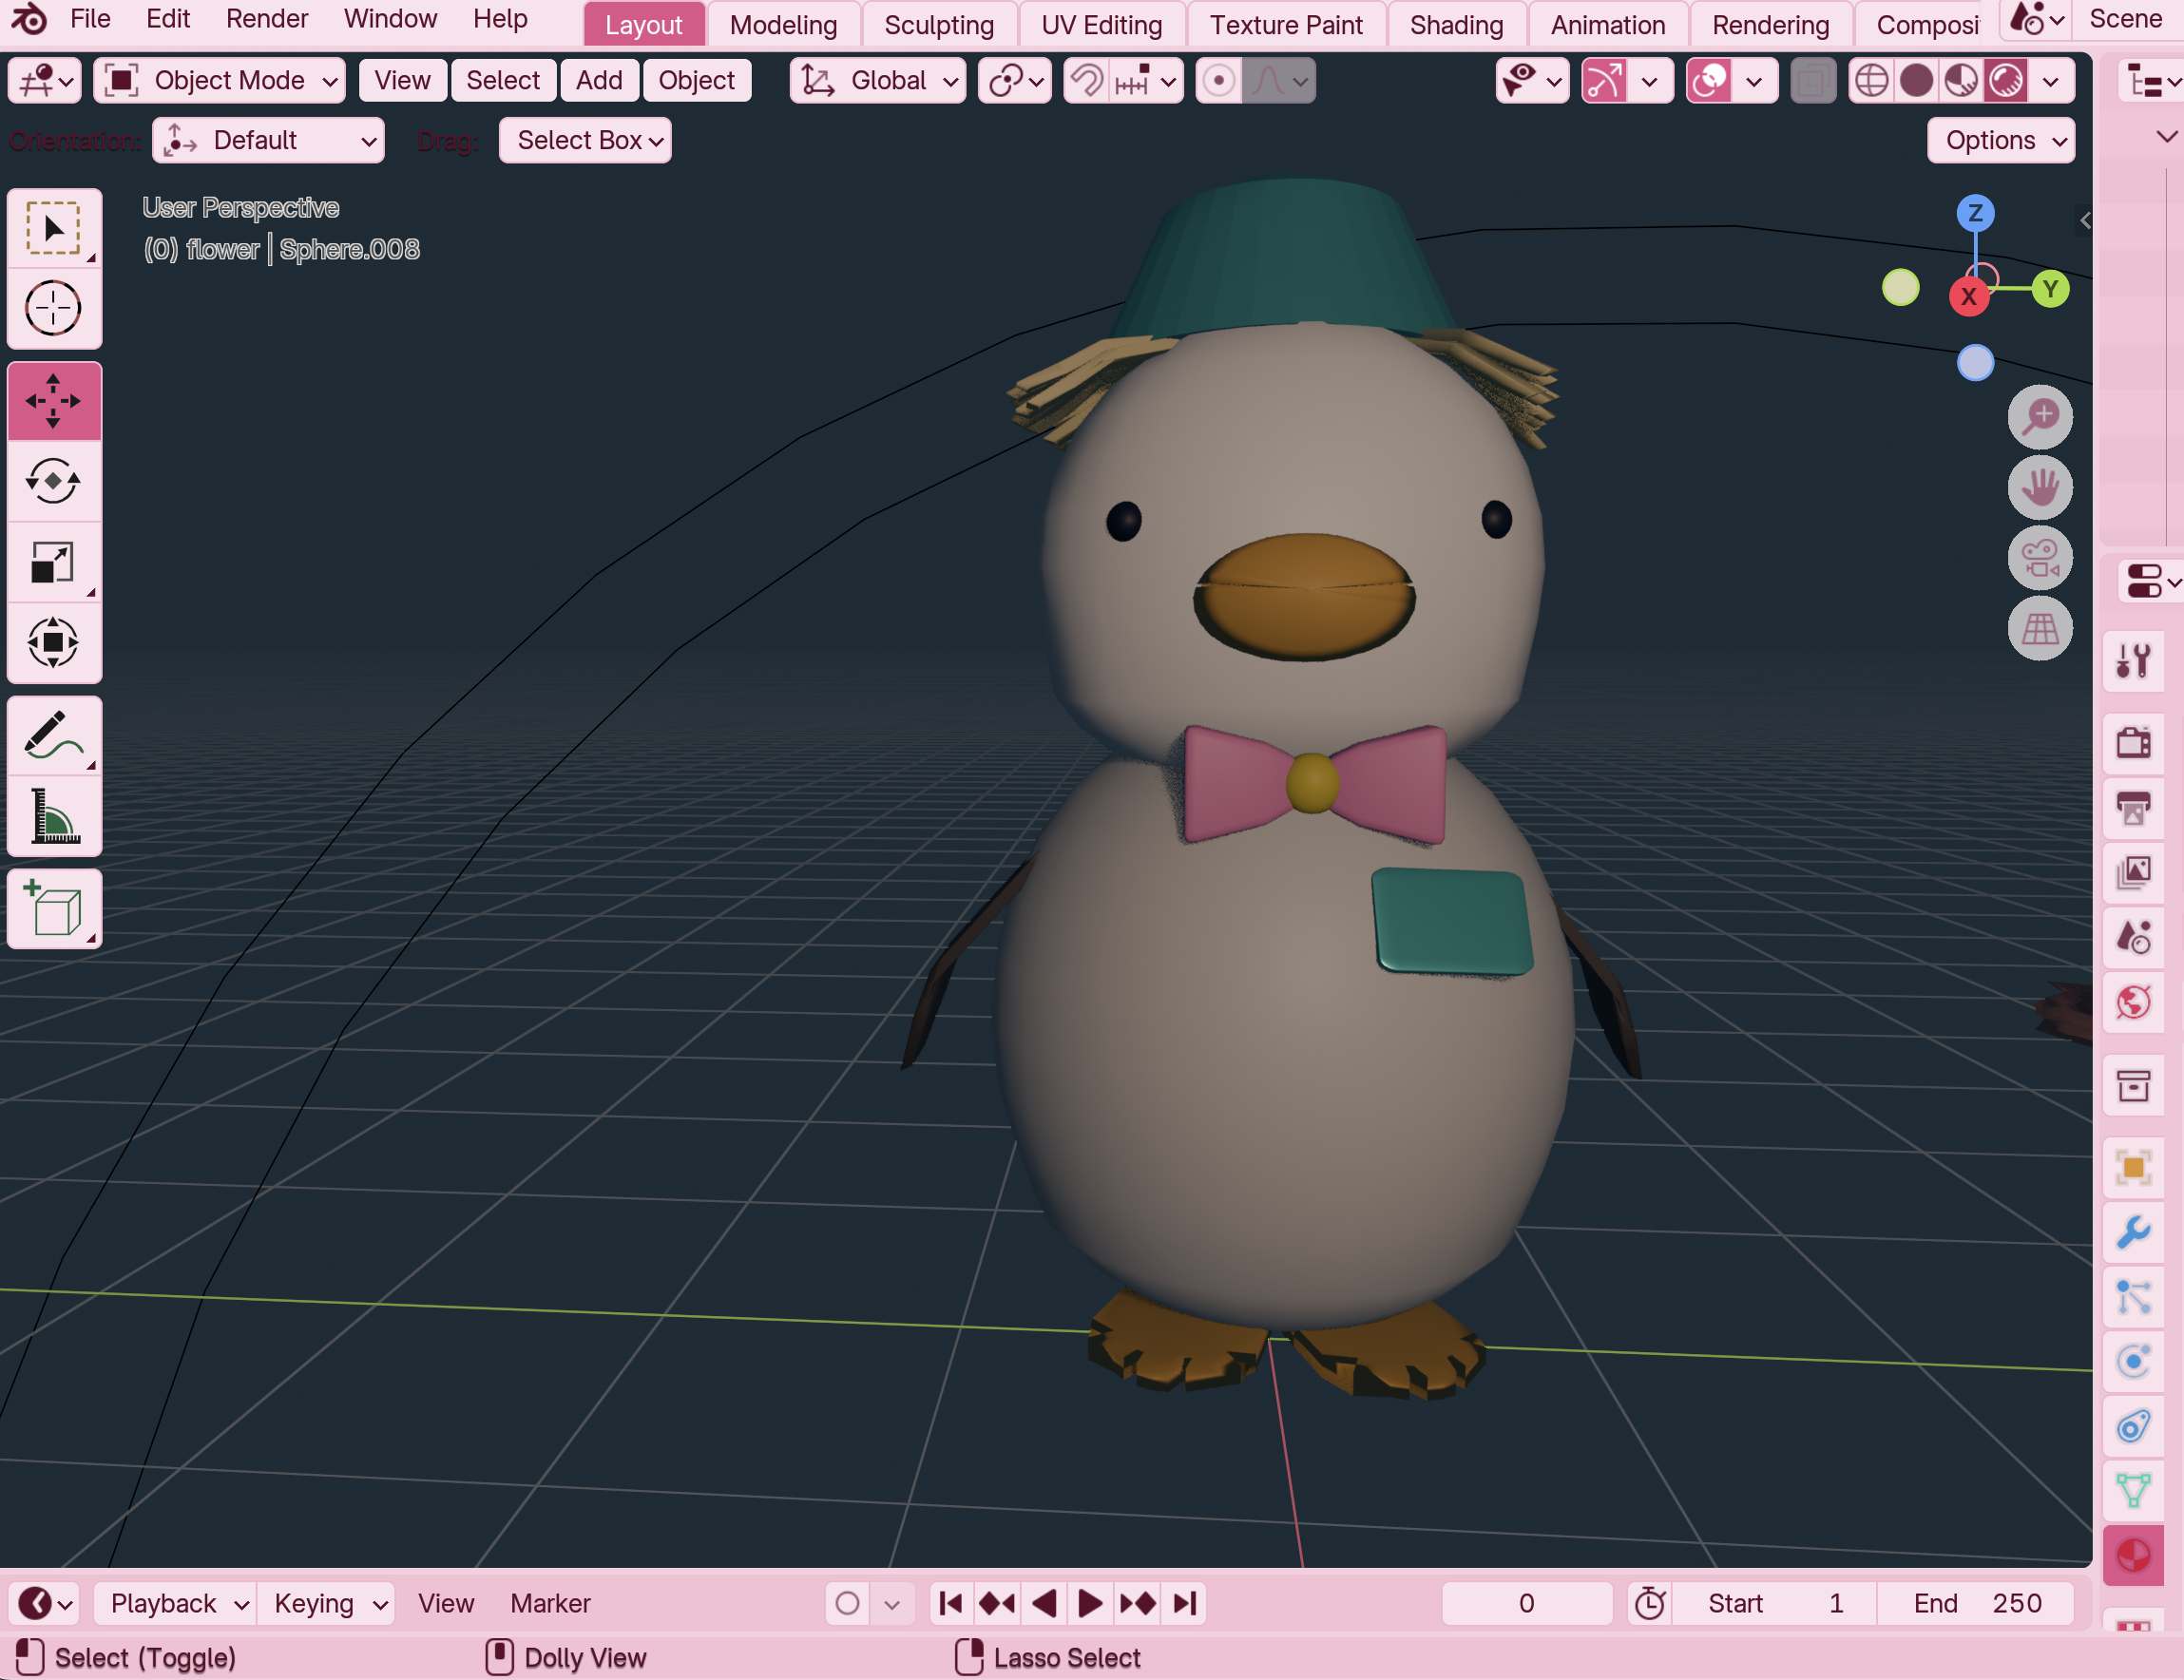 File Edit Render Window Help Layout Modeling Sculpting UV Editing Texture Paint Shading Animation Rendering Composi Scene
Object Mode View Select Add Object Global
Orientation: Default Drag: Select Box Options
User Perspective
(0) flower | Sphere.008
Z
X Y
Playback Keying View Marker 0 Start 1 End 250
Select (Toggle) Dolly View Lasso Select